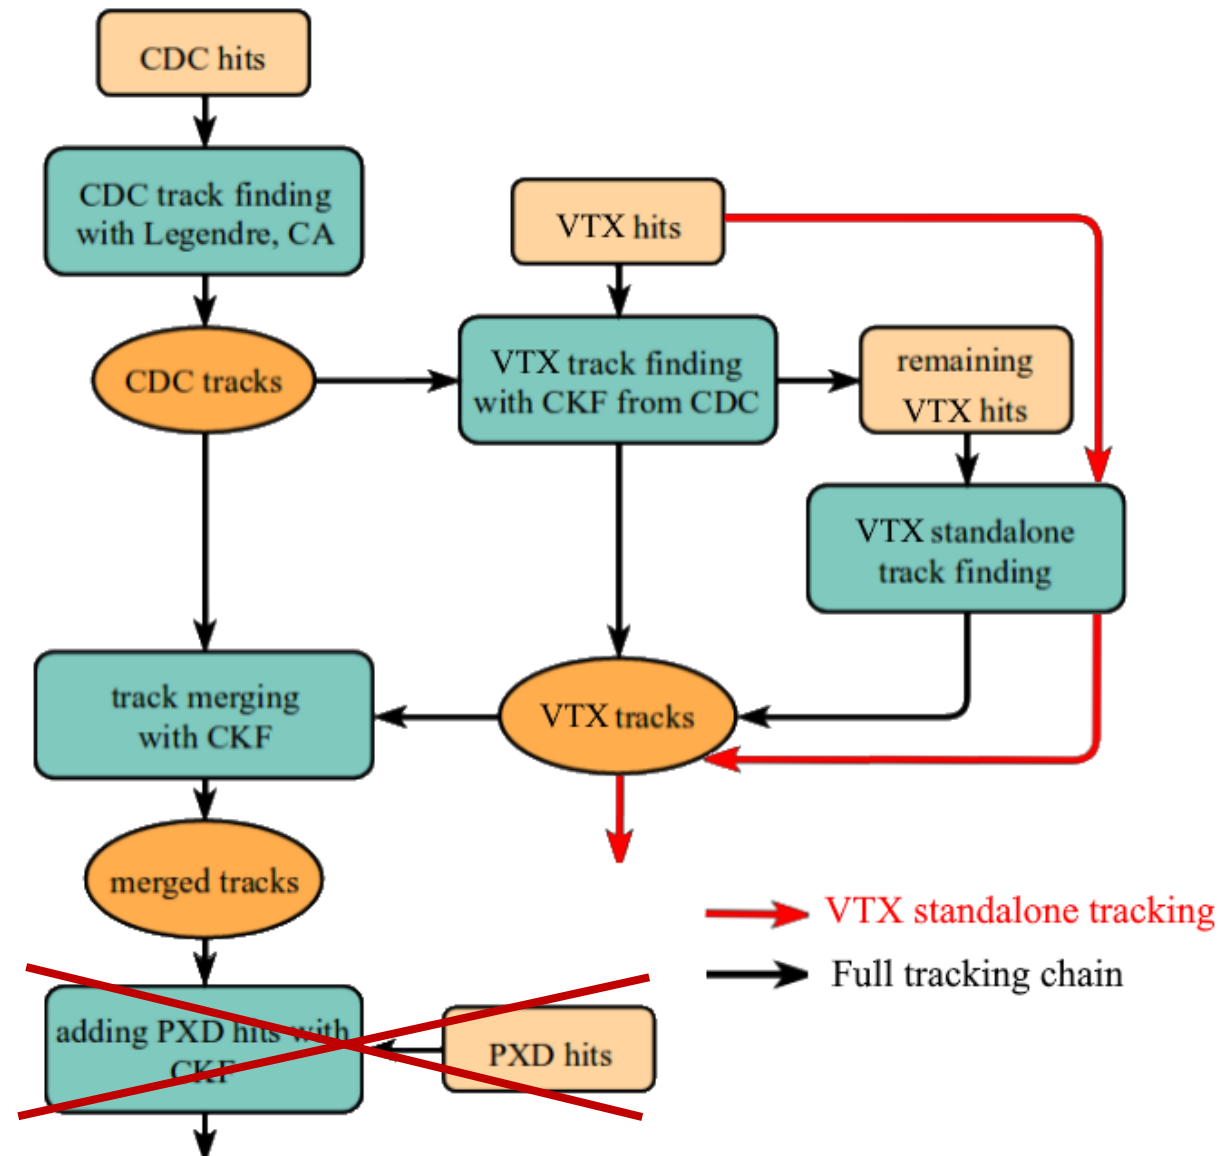 CDC hits
CDC track finding
with Legendre, CA
VTX hits
CDC tracks
VTX track finding
with CKF from CDC
remaining
VTX hits
VTX standalone
track finding
track merging
with CKF
VTX tracks
merged tracks
VTX standalone tracking
Full tracking chain
adding PXD hits with
CKF
PXD hits